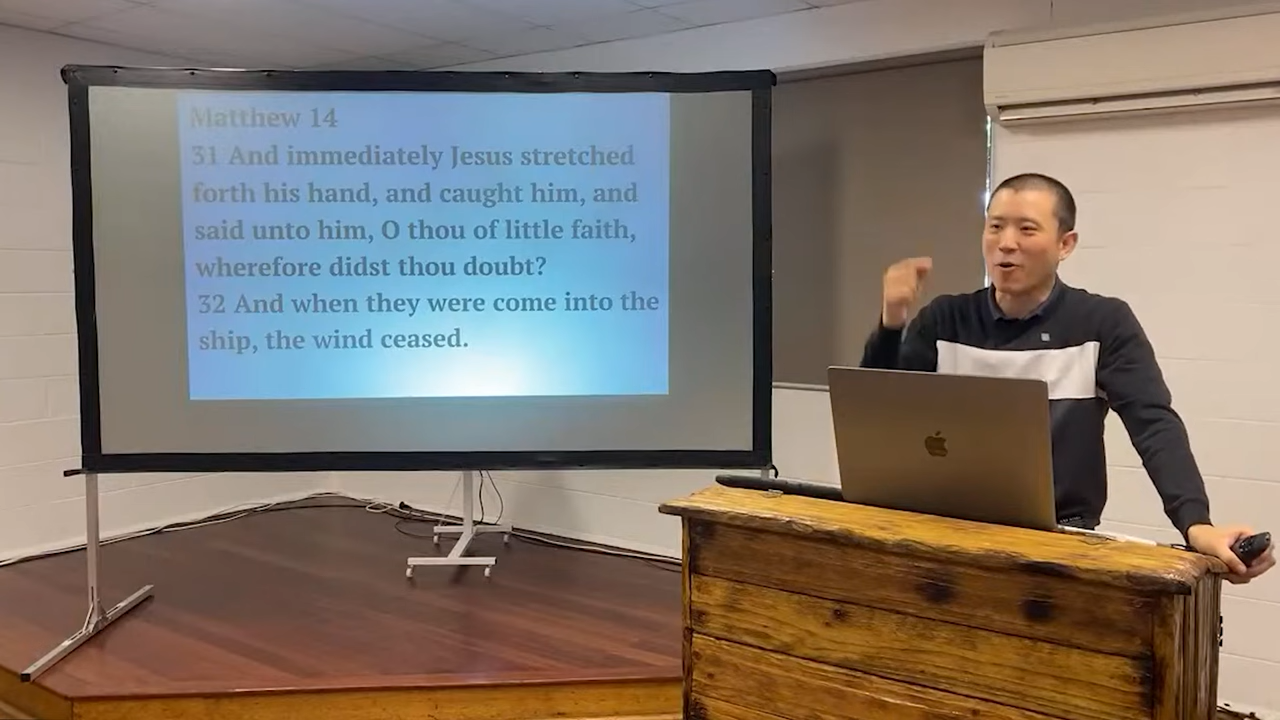 Matthew 14
31 And immediately Jesus stretched
forth his hand, and caught him, and
said unto him, O thou of little faith,
wherefore didst thou doubt?
32 And when they were come into the
ship, the wind ceased.